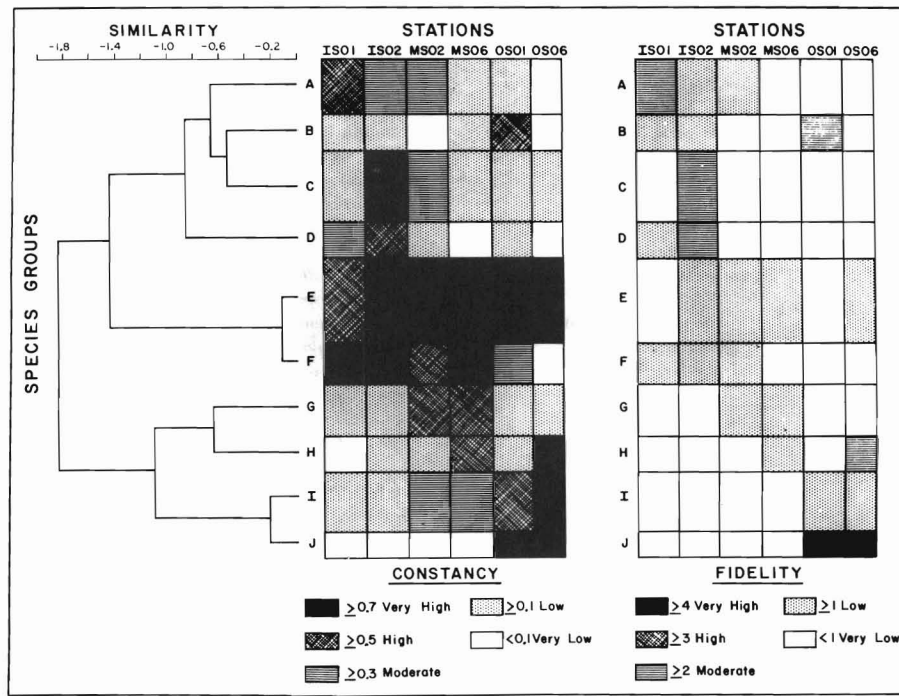 SIMILARITY
-1.8 -1.4 -1.0 -0.6 -0.2
STATIONS
IS01 IS02 MS02 MS06 OS01 OS06
STATIONS
IS01 IS02 MS02 MS06 OS01 OS06
SPECIES GROUPS
A
B
C
D
E
F
G
H
I
J
A
B
C
D
E
F
G
H
I
J
CONSTANCY
≥0.7 Very High
≥0.1 Low
≥0.5 High
<0.1 Very Low
≥0.3 Moderate
FIDELITY
≥4 Very High
≥1 Low
≥3 High
<1 Very Low
≥2 Moderate